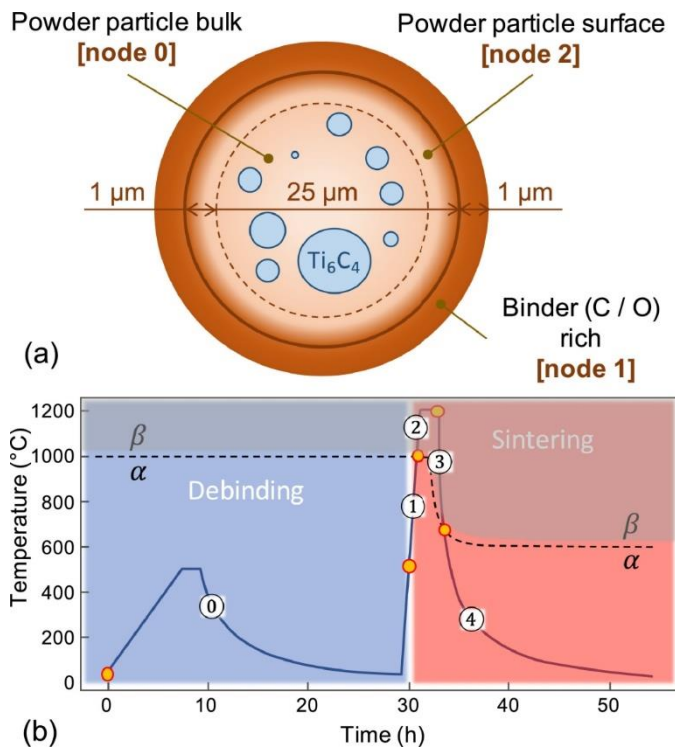 Powder particle bulk
[node 0]
Powder particle surface
[node 2]
1 µm
25 µm
1 µm
Ti₆C₄
Binder (C / O)
rich
[node 1]
(a)
1200
1000
800
600
400
200
0
Temperature (°C)
β
α
Debinding
Sintering
0
1
2
3
4
β
α
0
10
20
30
40
50
Time (h)
(b)